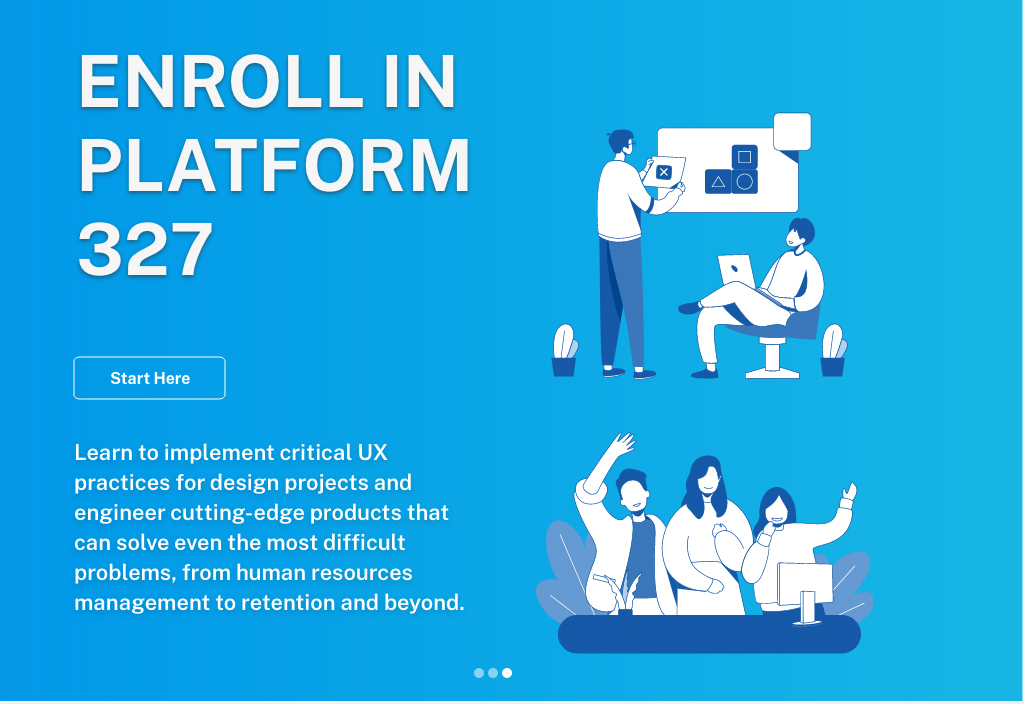 ENROLL IN
PLATFORM
327
Start Here
Learn to implement critical UX
practices for design projects and
engineer cutting-edge products that
can solve even the most difficult
problems, from human resources
management to retention and beyond.